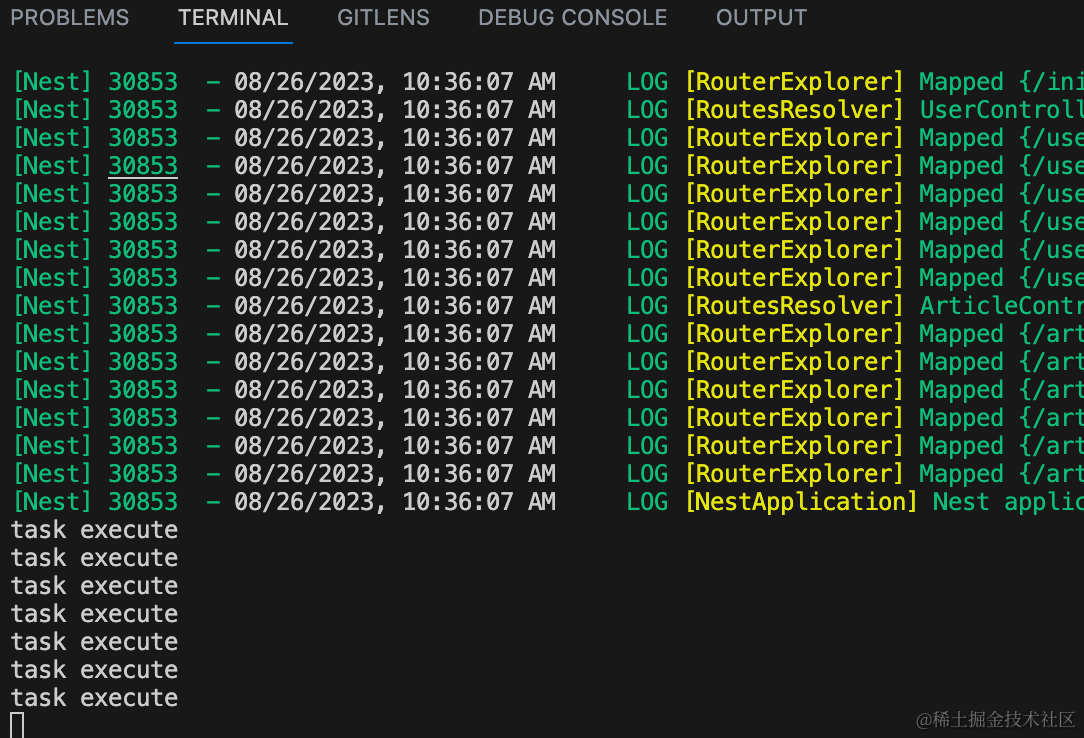 PROBLEMS TERMINAL GITLENS DEBUG CONSOLE OUTPUT
[Nest] 30853 - 08/26/2023, 10:36:07 AM LOG [RouterExplorer] Mapped {/ini
[Nest] 30853 - 08/26/2023, 10:36:07 AM LOG [RoutesResolver] UserControll
[Nest] 30853 - 08/26/2023, 10:36:07 AM LOG [RouterExplorer] Mapped {/use
[Nest] 30853 - 08/26/2023, 10:36:07 AM LOG [RouterExplorer] Mapped {/use
[Nest] 30853 - 08/26/2023, 10:36:07 AM LOG [RouterExplorer] Mapped {/use
[Nest] 30853 - 08/26/2023, 10:36:07 AM LOG [RouterExplorer] Mapped {/use
[Nest] 30853 - 08/26/2023, 10:36:07 AM LOG [RouterExplorer] Mapped {/use
[Nest] 30853 - 08/26/2023, 10:36:07 AM LOG [RouterExplorer] Mapped {/use
[Nest] 30853 - 08/26/2023, 10:36:07 AM LOG [RoutesResolver] ArticleContr
[Nest] 30853 - 08/26/2023, 10:36:07 AM LOG [RouterExplorer] Mapped {/art
[Nest] 30853 - 08/26/2023, 10:36:07 AM LOG [RouterExplorer] Mapped {/art
[Nest] 30853 - 08/26/2023, 10:36:07 AM LOG [RouterExplorer] Mapped {/art
[Nest] 30853 - 08/26/2023, 10:36:07 AM LOG [RouterExplorer] Mapped {/art
[Nest] 30853 - 08/26/2023, 10:36:07 AM LOG [RouterExplorer] Mapped {/art
[Nest] 30853 - 08/26/2023, 10:36:07 AM LOG [RouterExplorer] Mapped {/art
[Nest] 30853 - 08/26/2023, 10:36:07 AM LOG [NestApplication] Nest applic
task execute
task execute
task execute
task execute
task execute
task execute
task execute
@稀土掘金技术社区